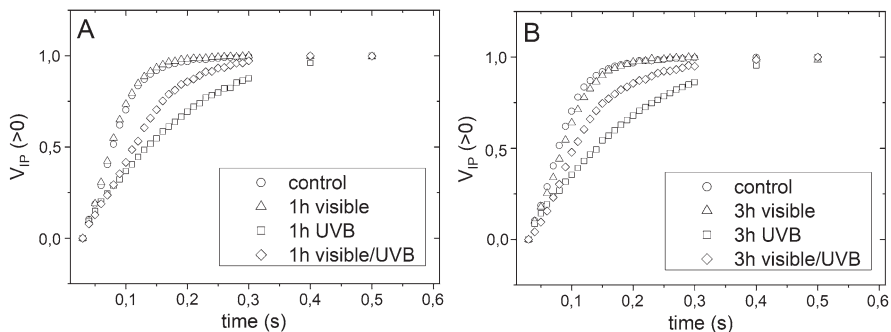 A
1,0
0,5
0,0
V_IP (>0)
control
1h visible
1h UVB
1h visible/UVB
0,1 0,2 0,3 0,4 0,5 0,6
time (s)
B
1,0
0,5
0,0
V_IP (>0)
control
3h visible
3h UVB
3h visible/UVB
0,1 0,2 0,3 0,4 0,5 0,6
time (s)